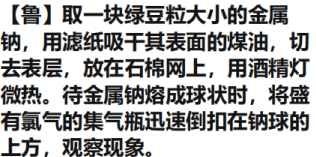 【鲁】取一块绿豆粒大小的金属
钠，用滤纸吸干其表面的煤油，切
去表层，放在石棉网上，用酒精灯
微热。待金属钠熔成球状时，将盛
有氯气的集气瓶迅速倒扣在钠球的
上方，观察现象。